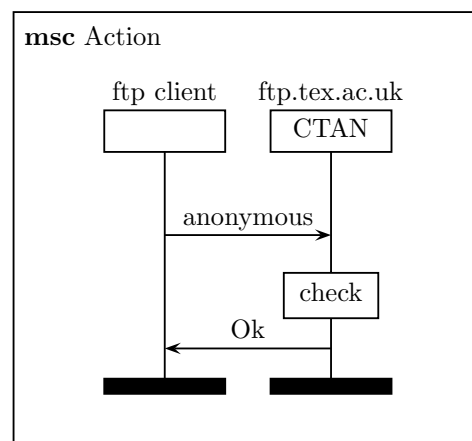 msc Action
ftp client ftp.tex.ac.uk
CTAN
anonymous
check
Ok